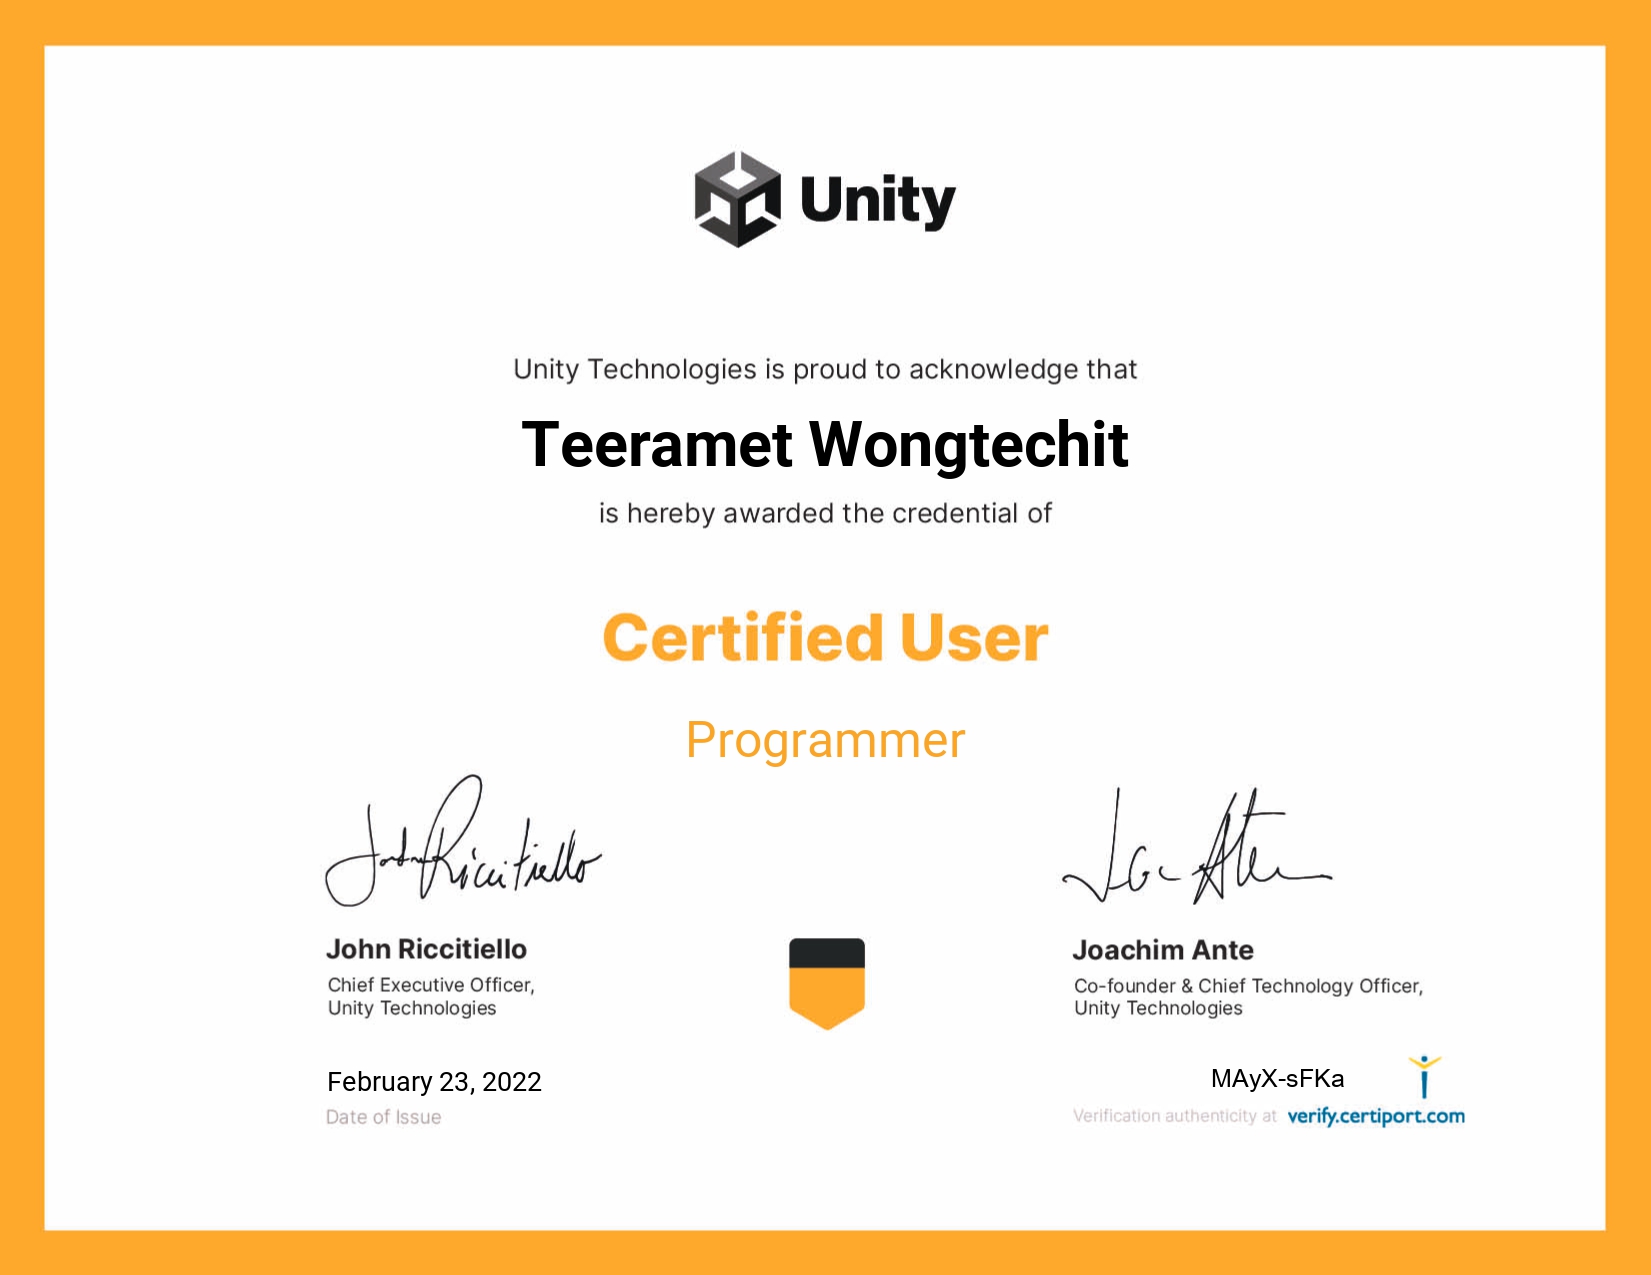 Unity
Unity Technologies is proud to acknowledge that
Teeramet Wongtechit
is hereby awarded the credential of
Certified User
Programmer
John Riccitiello
Joachim Ante
Chief Executive Officer,
Unity Technologies
Co-founder & Chief Technology Officer,
Unity Technologies
February 23, 2022
Date of Issue
MAyX-sFKa
Verification authenticity at verify.certiport.com